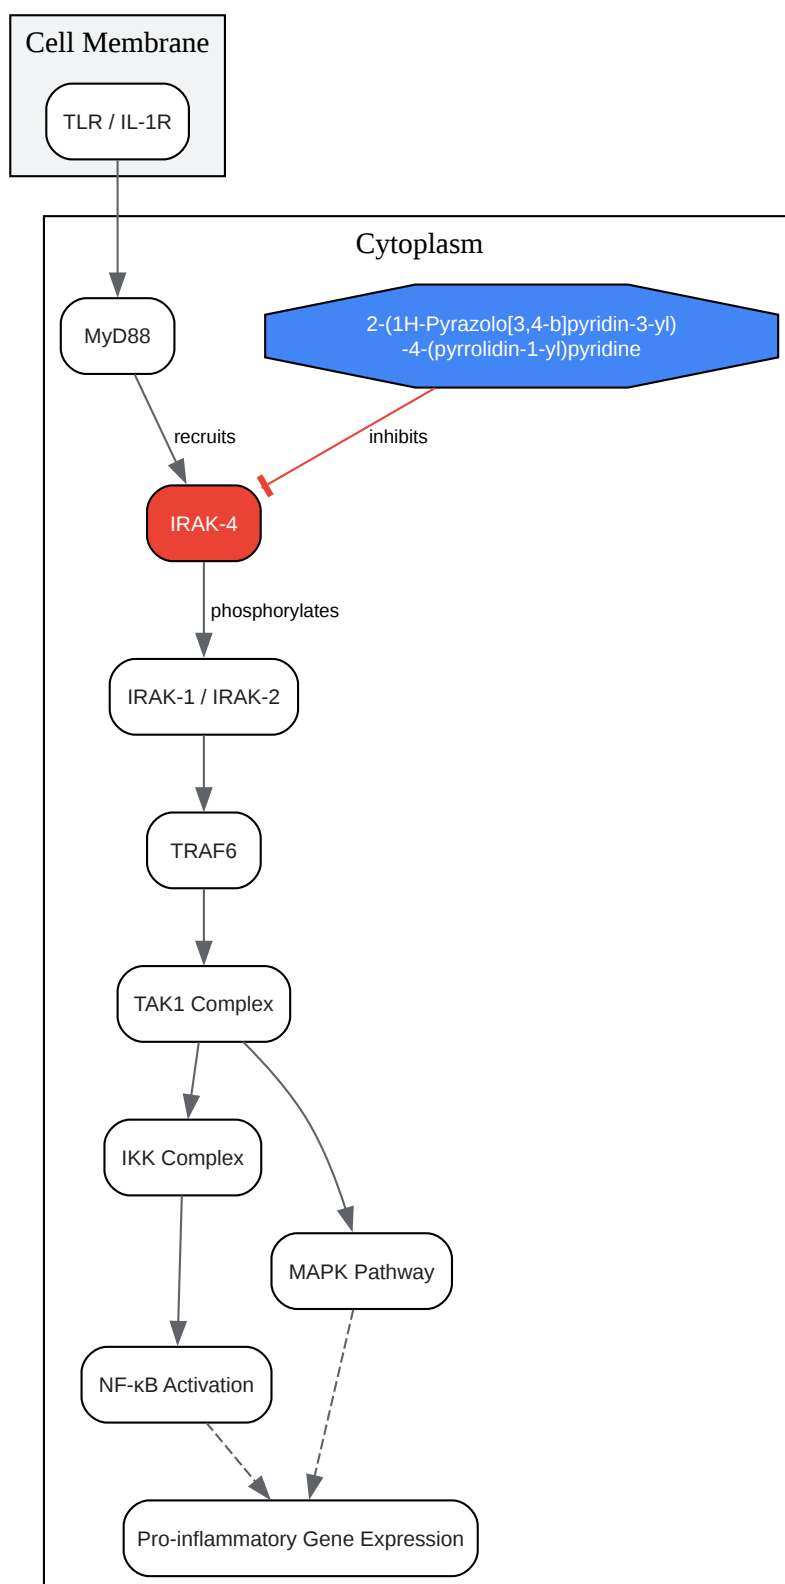 Cell Membrane
TLR / IL-1R
Cytoplasm
MyD88
2-(1H-Pyrazolo[3,4-b]pyridin-3-yl)
-4-(pyrrolidin-1-yl)pyridine
recruits
inhibits
IRAK-4
phosphorylates
IRAK-1 / IRAK-2
TRAF6
TAK1 Complex
IKK Complex
MAPK Pathway
NF-κB Activation
Pro-inflammatory Gene Expression